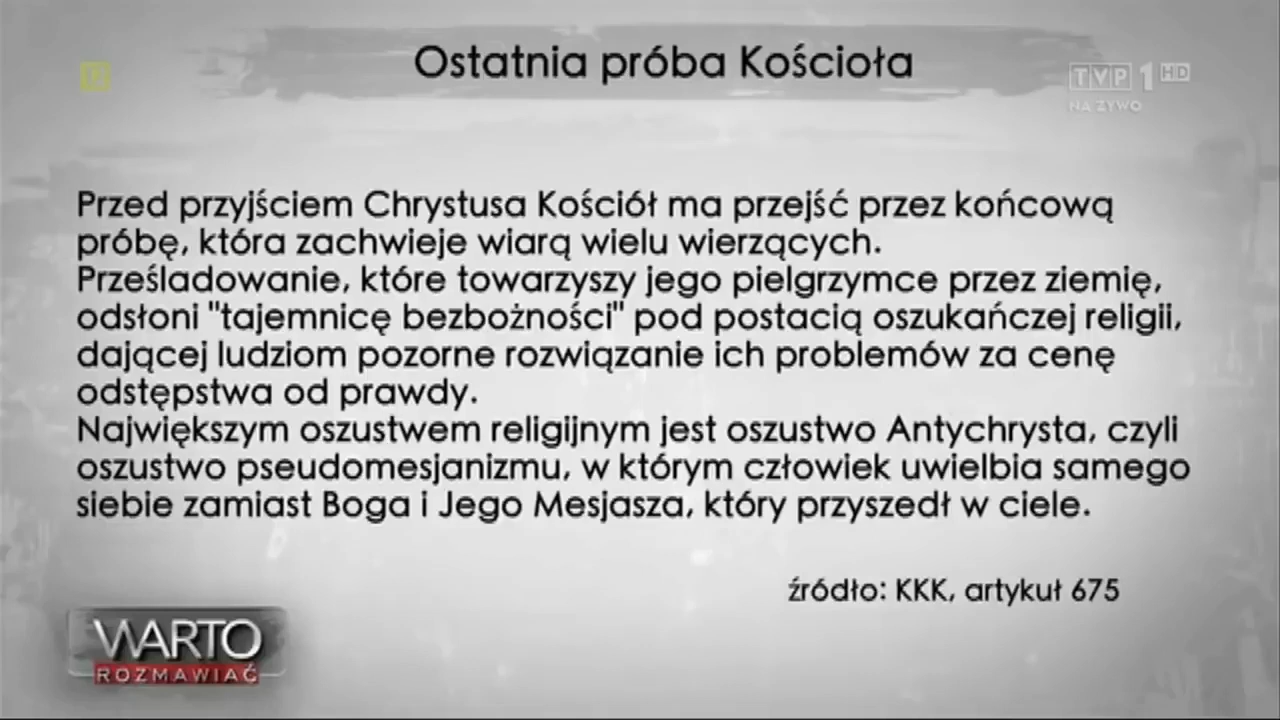 Ostatnia próba Kościoła
TVP 1 HD
NA ŻYWO
Przed przyjściem Chrystusa Kościół ma przejść przez końcową
próbę, która zachwieje wiarą wielu wierzących.
Prześladowanie, które towarzyszy jego pielgrzymce przez ziemię,
odsłoni "tajemnicę bezbożności" pod postacią oszukańczej religii,
dającej ludziom pozorne rozwiązanie ich problemów za cenę
odstępstwa od prawdy.
Największym oszustwem religijnym jest oszustwo Antychrysta, czyli
oszustwo pseudomesjanizmu, w którym człowiek uwielbia samego
siebie zamiast Boga i Jego Mesjasza, który przyszedł w ciele.
źródło: KKK, artykuł 675
WARTO
ROZMAWIAĆ